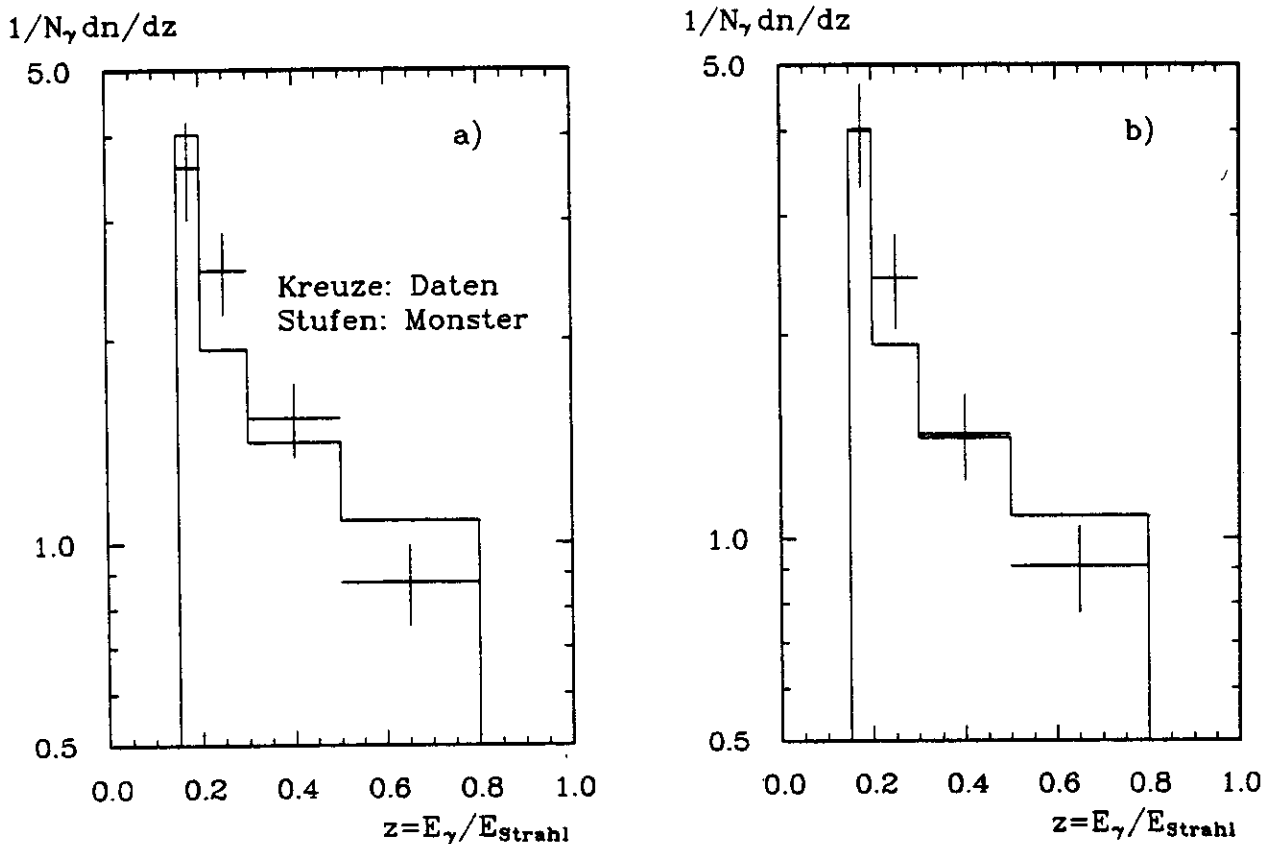 1/N_γ dn/dz
5.0
a)
Kreuze: Daten
Stufen: Monster
1.0
0.5
0.0 0.2 0.4 0.6 0.8 1.0
z=E_γ/E_Strahl
1/N_γ dn/dz
5.0
b)
1.0
0.5
0.0 0.2 0.4 0.6 0.8 1.0
z=E_γ/E_Strahl